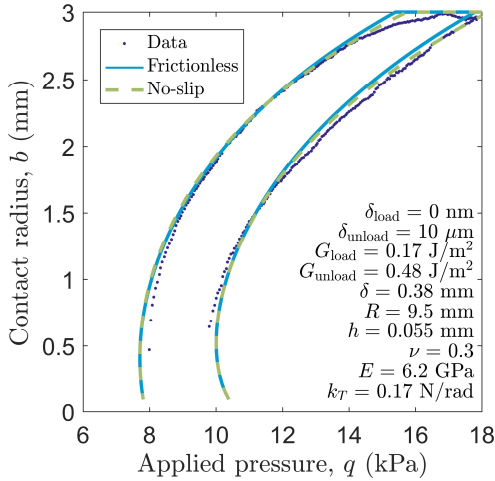 3
2.5
2
1.5
1
0.5
0
6
8
10
12
14
16
18
Contact radius, b (mm)
Applied pressure, q (kPa)
Data
Frictionless
No-slip
δload = 0 nm
δunload = 10 μm
Gload = 0.17 J/m²
Gunload = 0.48 J/m²
δ = 0.38 mm
R = 9.5 mm
h = 0.055 mm
ν = 0.3
E = 6.2 GPa
kT = 0.17 N/rad